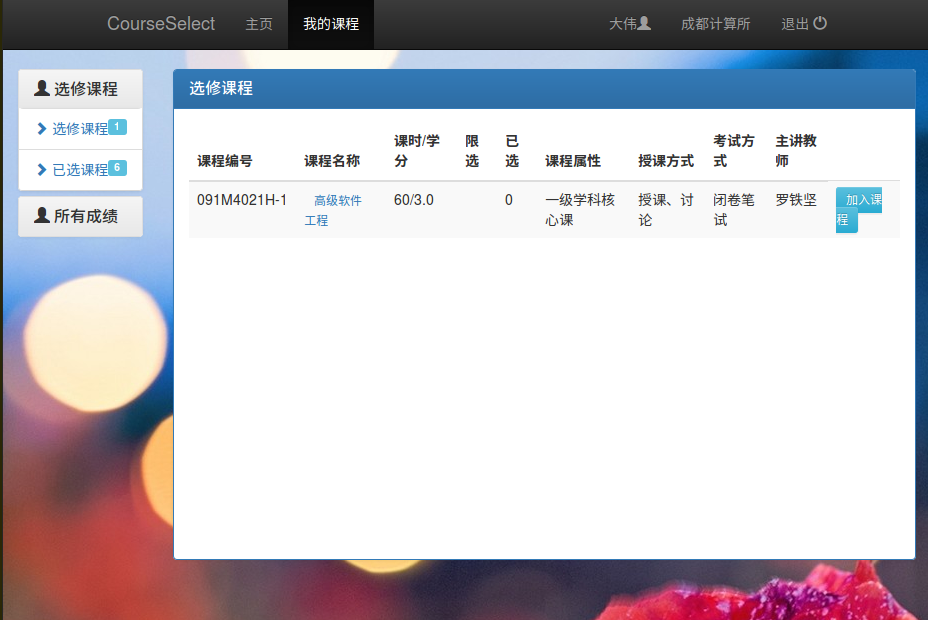 CourseSelect 主页 我的课程 大伟 成都计算所 退出
选修课程
选修课程 1
已选课程 6
所有成绩
选修课程
课程编号 课程名称 课时/学分 限选 已选 课程属性 授课方式 考试方式 主讲教师
091M4021H-1 高级软件工程 60/3.0 0 一级学科核心课 授课、讨论 闭卷笔试 罗铁坚 加入课程